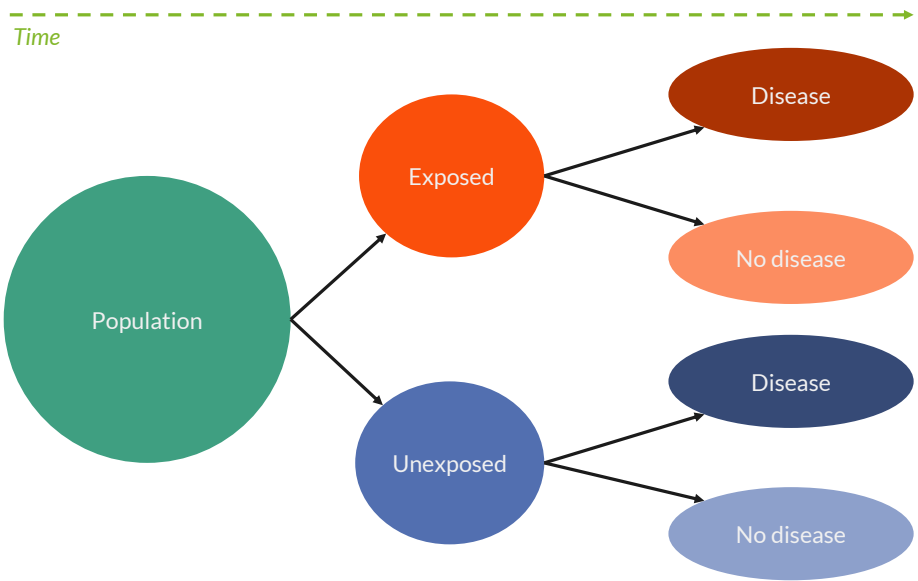 Time
Disease
Exposed
No disease
Population
Disease
Unexposed
No disease